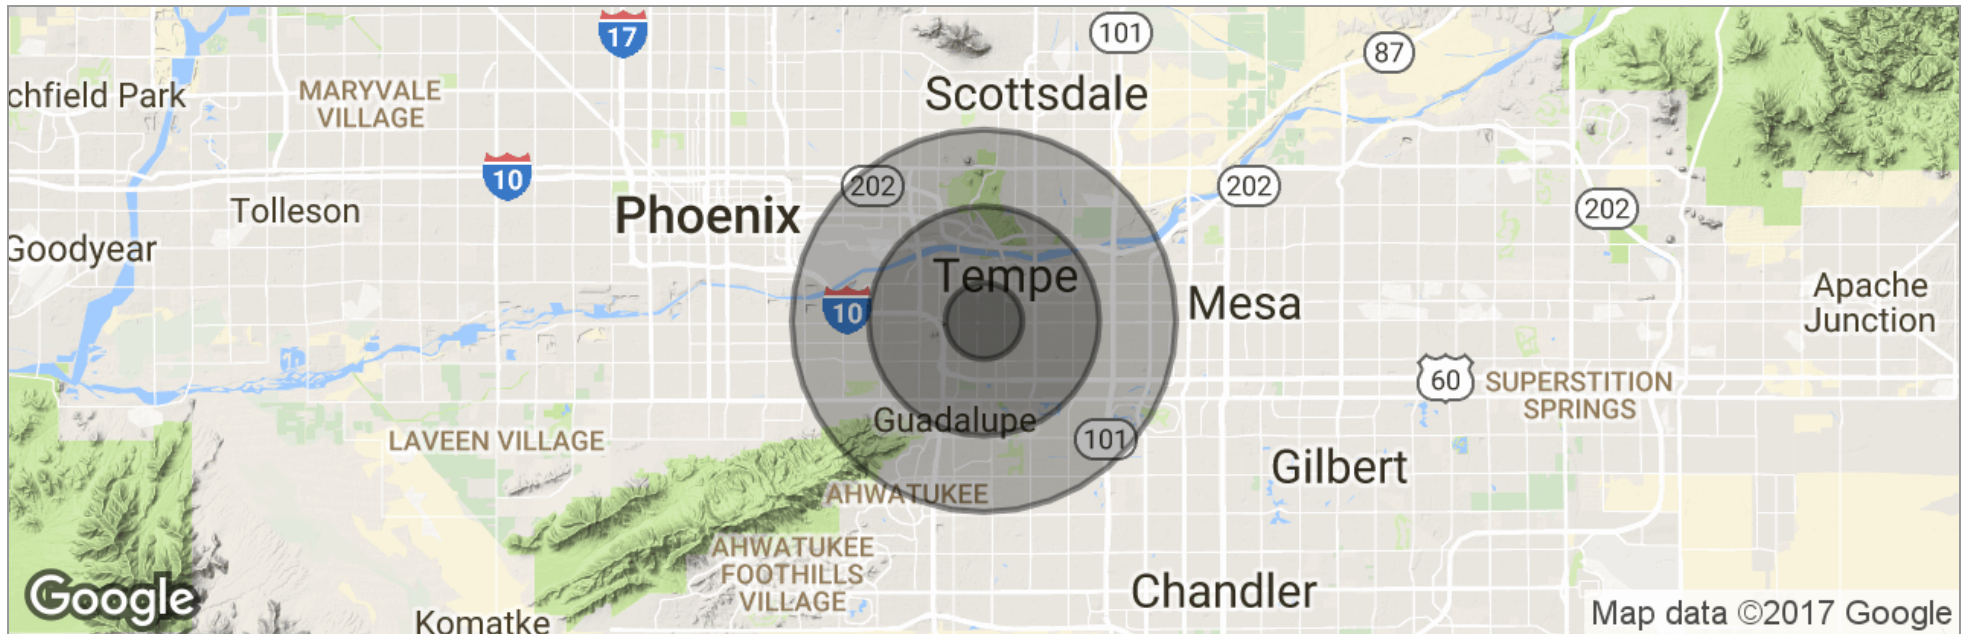 17
101
87
chfield Park
MARYVALE
VILLAGE
Scottsdale
10
202
202
202
Tolleson
Phoenix
Goodyear
Tempe
10
Mesa
Apache
Junction
60
SUPERSTITION
SPRINGS
Guadalupe
101
LAVEEN VILLAGE
Gilbert
AHWATUKEE
AHWATUKEE
FOOTHILLS
VILLAGE
Chandler
Google
Komatke
Map data ©2017 Google